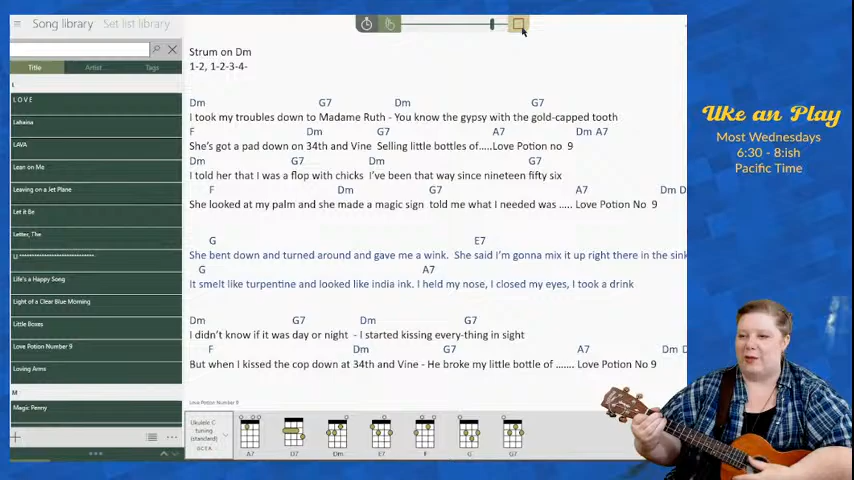 Song library
Set list library
Title
Artist
Tags
L
L O V E
Lahaina
LAVA
Lean on Me
Leaving on a Jet Plane
Let it Be
Letter, The
Life's a Happy Song
Light of a Clear Blue Morning
Little Boxes
Love Potion Number 9
Loving Arms
M
Magic Penny
Strum on Dm
1-2, 1-2-3-4-
Dm G7 Dm G7
I took my troubles down to Madame Ruth - You know the gypsy with the gold-capped tooth
F Dm G7 A7 Dm A7
She's got a pad down on 34th and Vine Selling little bottles of.....Love Potion no 9
Dm G7 Dm G7
I told her that I was a flop with chicks I've been that way since nineteen fifty six
F Dm G7 A7 Dm D
She looked at my palm and she made a magic sign told me what I needed was ..... Love Potion No 9
G E7
She bent down and turned around and gave me a wink. She said I'm gonna mix it up right there in the sink
G A7
It smelt like turpentine and looked like india ink. I held my nose, I closed my eyes, I took a drink
Dm G7 Dm G7
I didn't know if it was day or night - I started kissing every-thing in sight
F Dm G7 A7 Dm D
But when I kissed the cop down at 34th and Vine - He broke my little bottle of ....... Love Potion No 9
Love Potion Number 9
Ukulele C
tuning
(standard)
G C E A
A7 D7 Dm E7 F G G7
Uke an Play
Most Wednesdays
6:30 - 8:ish
Pacific Time